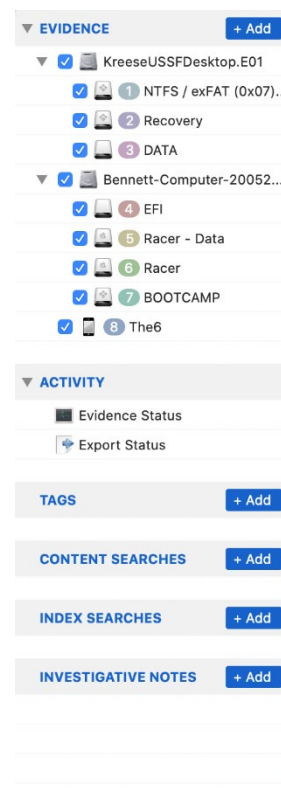 EVIDENCE + Add
KreeseUSSFDesktop.E01
1 NTFS / exFAT (0x07)...
2 Recovery
3 DATA
Bennett-Computer-20052...
4 EFI
5 Racer - Data
6 Racer
7 BOOTCAMP
8 The6
ACTIVITY
Evidence Status
Export Status
TAGS + Add
CONTENT SEARCHES + Add
INDEX SEARCHES + Add
INVESTIGATIVE NOTES + Add